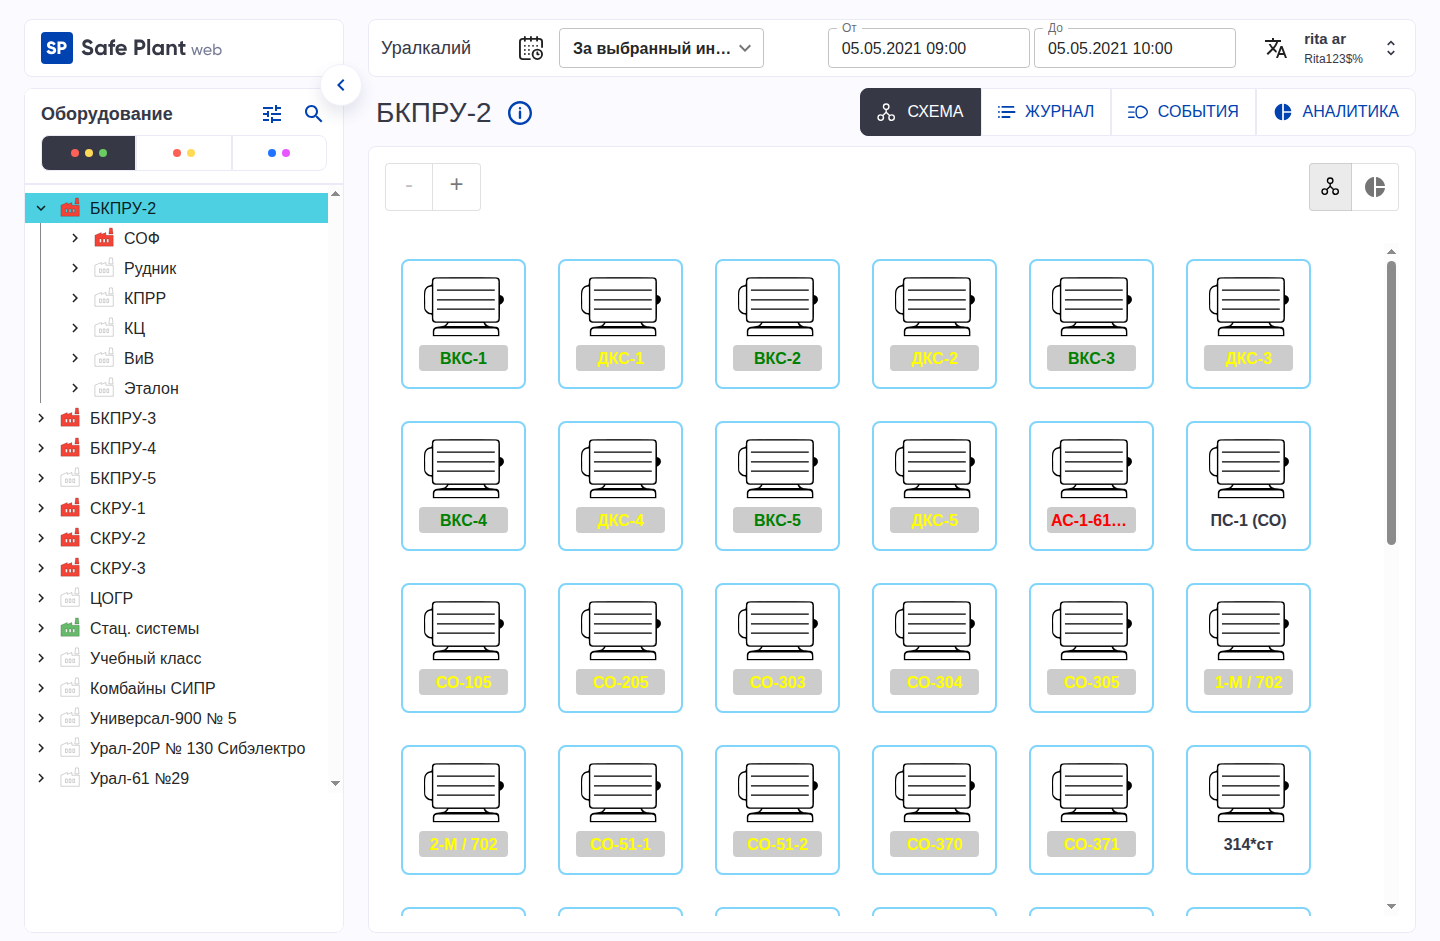 SP Safe Plant web
Уралкалий
За выбранный ин...
От
05.05.2021 09:00
До
05.05.2021 10:00
rita ar
Rita123$%
Оборудование
БКПРУ-2
СХЕМА
ЖУРНАЛ
СОБЫТИЯ
АНАЛИТИКА
- +
БКПРУ-2
СОФ
Рудник
КПРР
КЦ
ВиВ
Эталон
БКПРУ-3
БКПРУ-4
БКПРУ-5
СКРУ-1
СКРУ-2
СКРУ-3
ЦОГР
Стац. системы
Учебный класс
Комбайны СИПР
Универсал-900 № 5
Урал-20Р № 130 Сибэлектро
Урал-61 №29
ВКС-1 ДКС-1 ВКС-2 ДКС-2 ВКС-3 ДКС-3
ВКС-4 ДКС-4 ВКС-5 ДКС-5 АС-1-61... ПС-1 (СО)
СО-105 СО-205 СО-303 СО-304 СО-305 1-М / 702
2-М / 702 СО-51-1 СО-51-2 СО-370 СО-371 314*ст